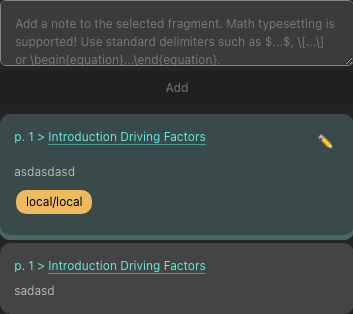 Add a note to the selected fragment. Math typesetting is
supported! Use standard delimiters such as $...$, \[...\]
or \begin{equation}...\end{equation}.
Add
p. 1 > Introduction Driving Factors
asdasdasd
local/local
p. 1 > Introduction Driving Factors
sadasd